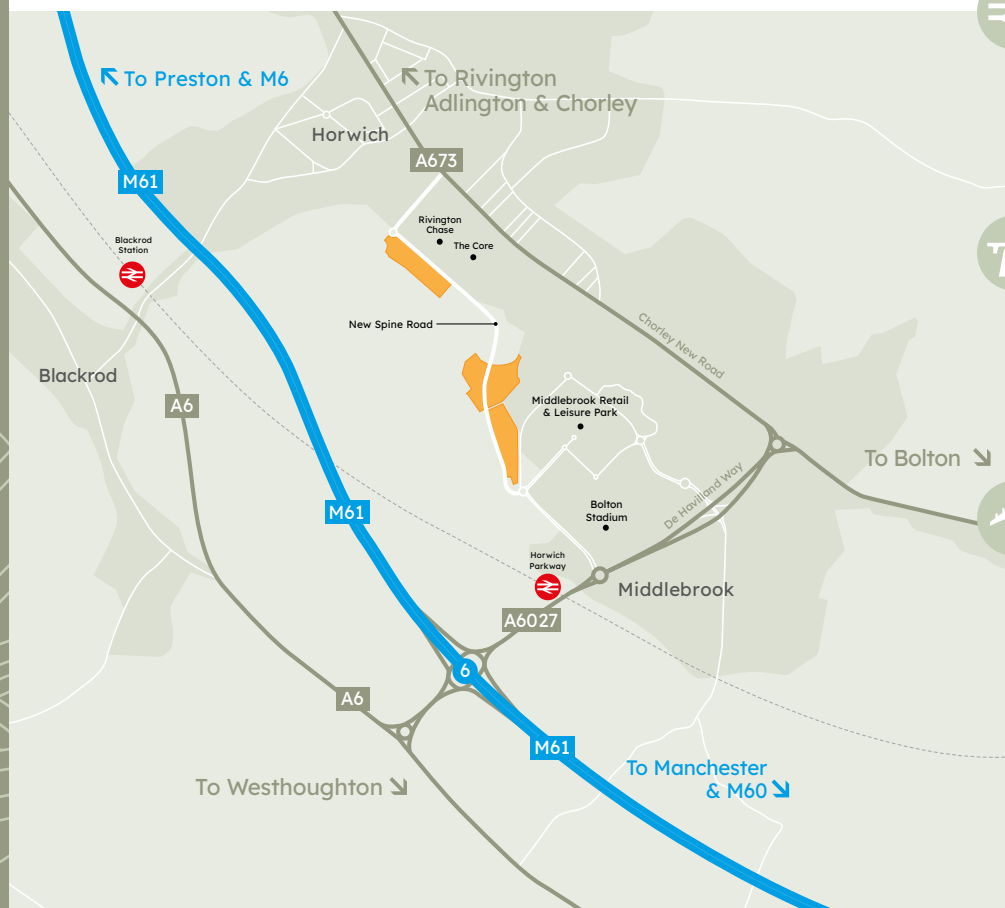 To Preston & M6
To Rivington
Adlington & Chorley
Horwich
A673
M61
Rivington
Chase
The Core
Blackrod
Station
New Spine Road
Chorley New Road
Blackrod
A6
Middlebrook Retail
& Leisure Park
To Bolton
De Havilland Way
M61
Bolton
Stadium
Horwich
Parkway
Middlebrook
A6027
6
A6
M61
To Manchester
& M60
To Westhoughton